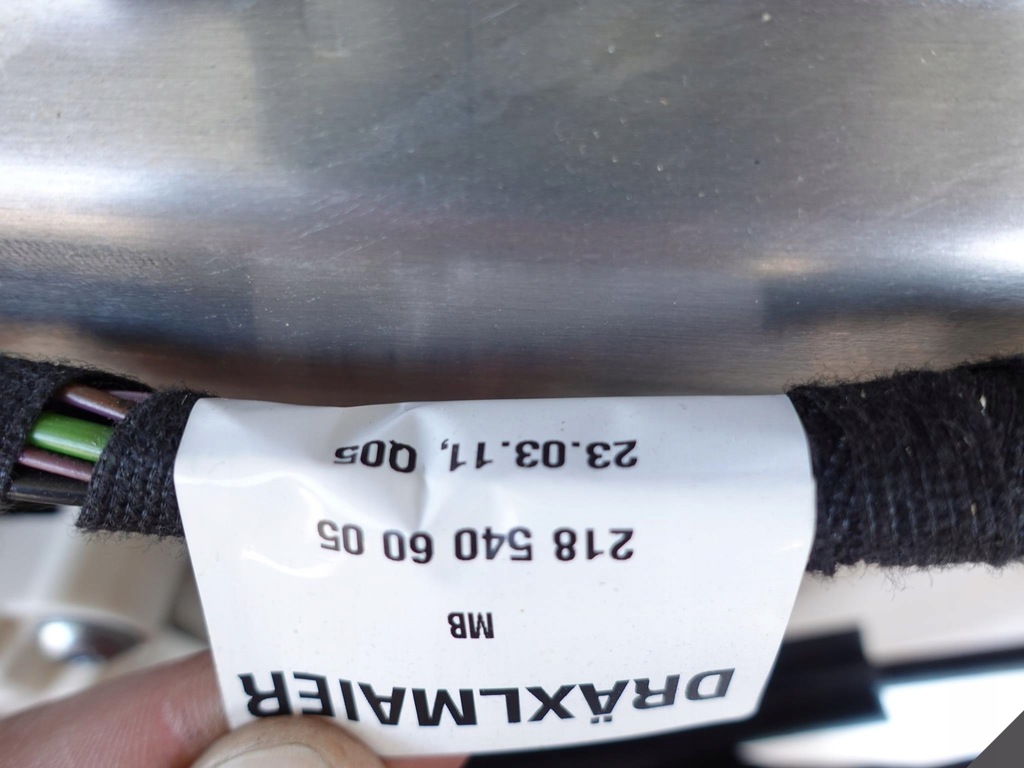 DRÄXLMAIER
MB
218 540 60 05
23.03.11, Q05